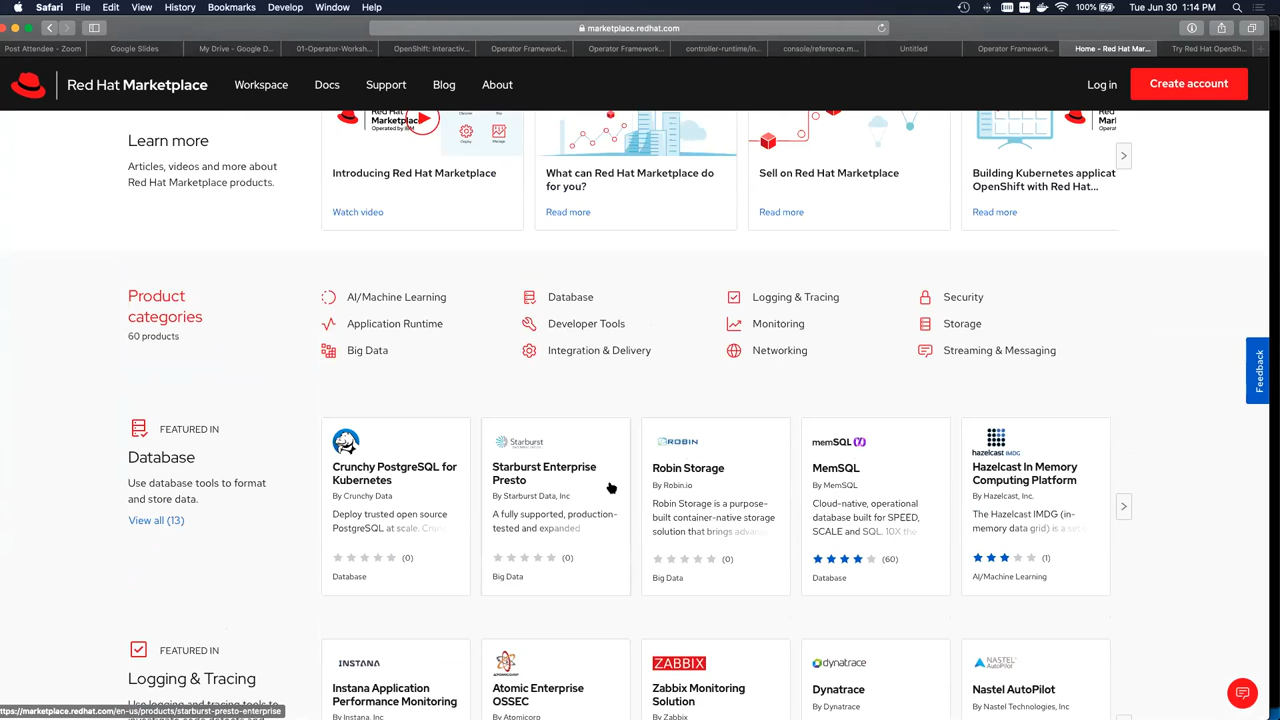 Safari File Edit View History Bookmarks Develop Window Help
100% Tue Jun 30 1:14 PM
marketplace.redhat.com
Post Attendee - Zoom
Google Slides
My Drive - Google D...
01-Operator-Worksh...
OpenShift: Interactiv...
Operator Framework...
Operator Framework...
controller-runtime/in...
console/reference.m...
Untitled
Operator Framework...
Home - Red Hat Mar...
Try Red Hat OpenSh...
Red Hat Marketplace
Workspace Docs Support Blog About
Log in
Create account
Learn more
Articles, videos and more about
Red Hat Marketplace products.
Introducing Red Hat Marketplace
Watch video
What can Red Hat Marketplace do
for you?
Read more
Sell on Red Hat Marketplace
Read more
Building Kubernetes applicat
OpenShift with Red Hat...
Read more
Product
categories
60 products
AI/Machine Learning
Application Runtime
Big Data
Database
Developer Tools
Integration & Delivery
Logging & Tracing
Monitoring
Networking
Security
Storage
Streaming & Messaging
Feedback
FEATURED IN
Database
Use database tools to format
and store data.
View all (13)
Crunchy PostgreSQL for
Kubernetes
By Crunchy Data
Deploy trusted open source
PostgreSQL at scale. Crun
(0)
Database
Starburst
Starburst Enterprise
Presto
By Starburst Data, Inc
A fully supported, production-
tested and expanded
(0)
Big Data
ROBIN
Robin Storage
By Robin.io
Robin Storage is a purpose-
built container-native storage
solution that brings advan
(0)
Big Data
memSQL
MemSQL
By MemSQL
Cloud-native, operational
database built for SPEED,
SCALE and SQL. 10X the
(60)
Database
hazelcast IMDG
Hazelcast In Memory
Computing Platform
By Hazelcast, Inc.
The Hazelcast IMDG (in-
memory data grid) is a
(1)
AI/Machine Learning
FEATURED IN
Logging & Tracing
Use logging and tracing tools to
INSTANA
Instana Application
Performance Monitoring
By Instana, Inc
ATOMICORP
Atomic Enterprise
OSSEC
By Atomicorp
ZABBIX
Zabbix Monitoring
Solution
By Zabbix
dynatrace
Dynatrace
By Dynatrace
NASTEL
AutoPilot
Nastel AutoPilot
By Nastel Technologies, Inc
https://marketplace.redhat.com/en-us/products/starburst-presto-enterprise